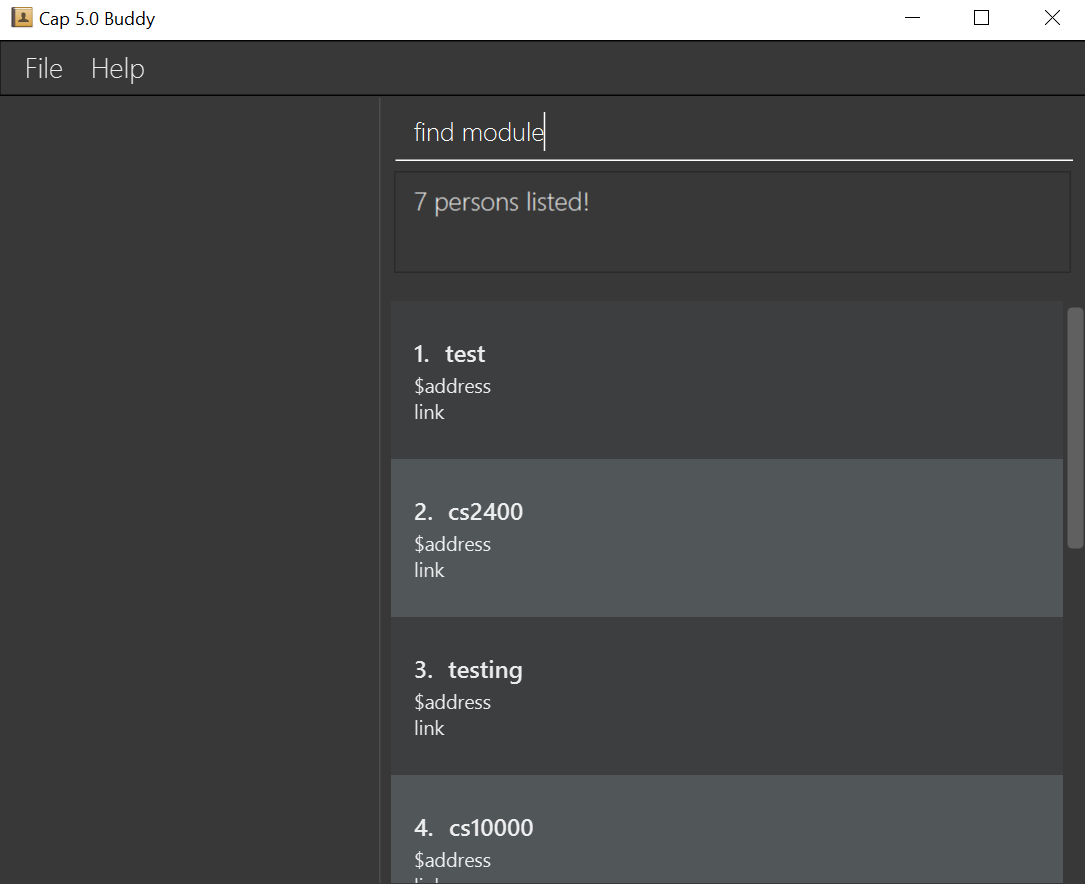 Cap 5.0 Buddy
File Help
find module
7 persons listed!
1. test
$address
link
2. cs2400
$address
link
3. testing
$address
link
4. cs10000
$address